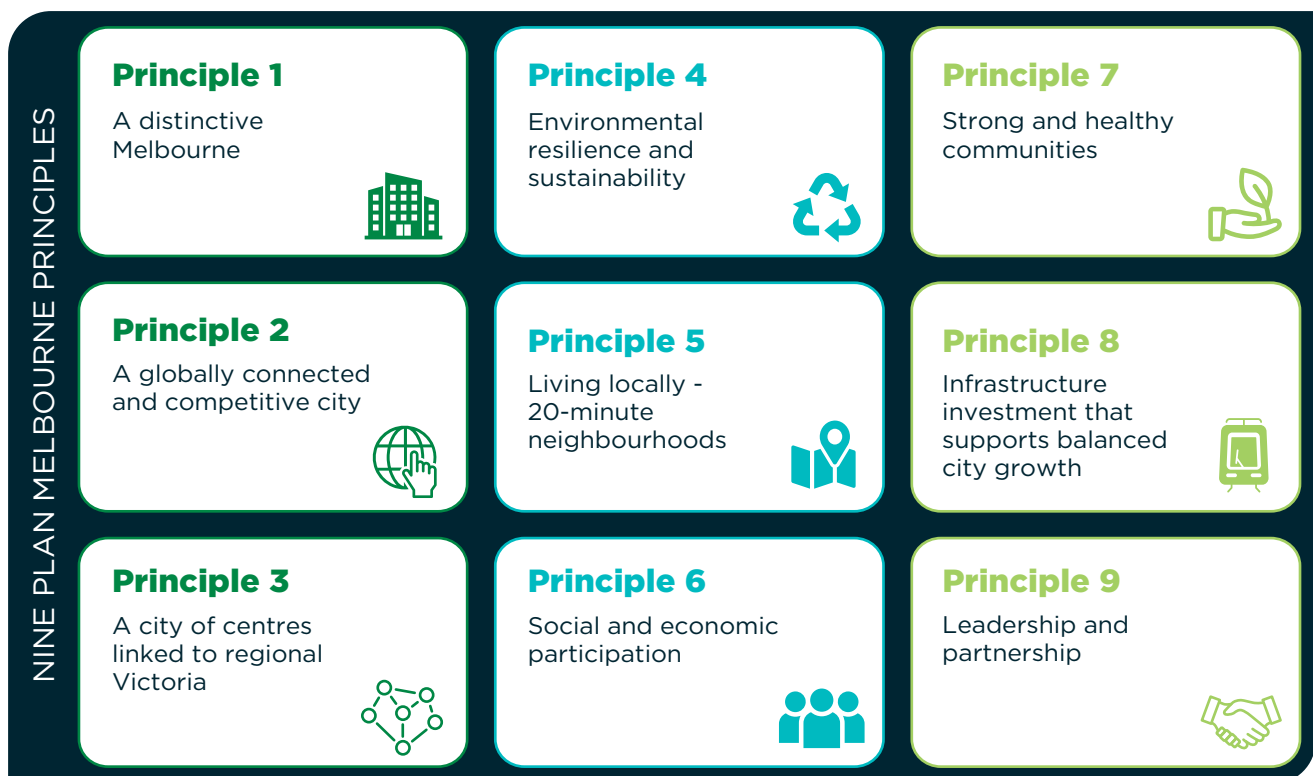 NINE PLAN MELBOURNE PRINCIPLES
Principle 1
A distinctive
Melbourne
Principle 2
A globally connected
and competitive city
Principle 3
A city of centres
linked to regional
Victoria
Principle 4
Environmental
resilience and
sustainability
Principle 5
Living locally -
20-minute
neighbourhoods
Principle 6
Social and economic
participation
Principle 7
Strong and healthy
communities
Principle 8
Infrastructure
investment that
supports balanced
city growth
Principle 9
Leadership and
partnership